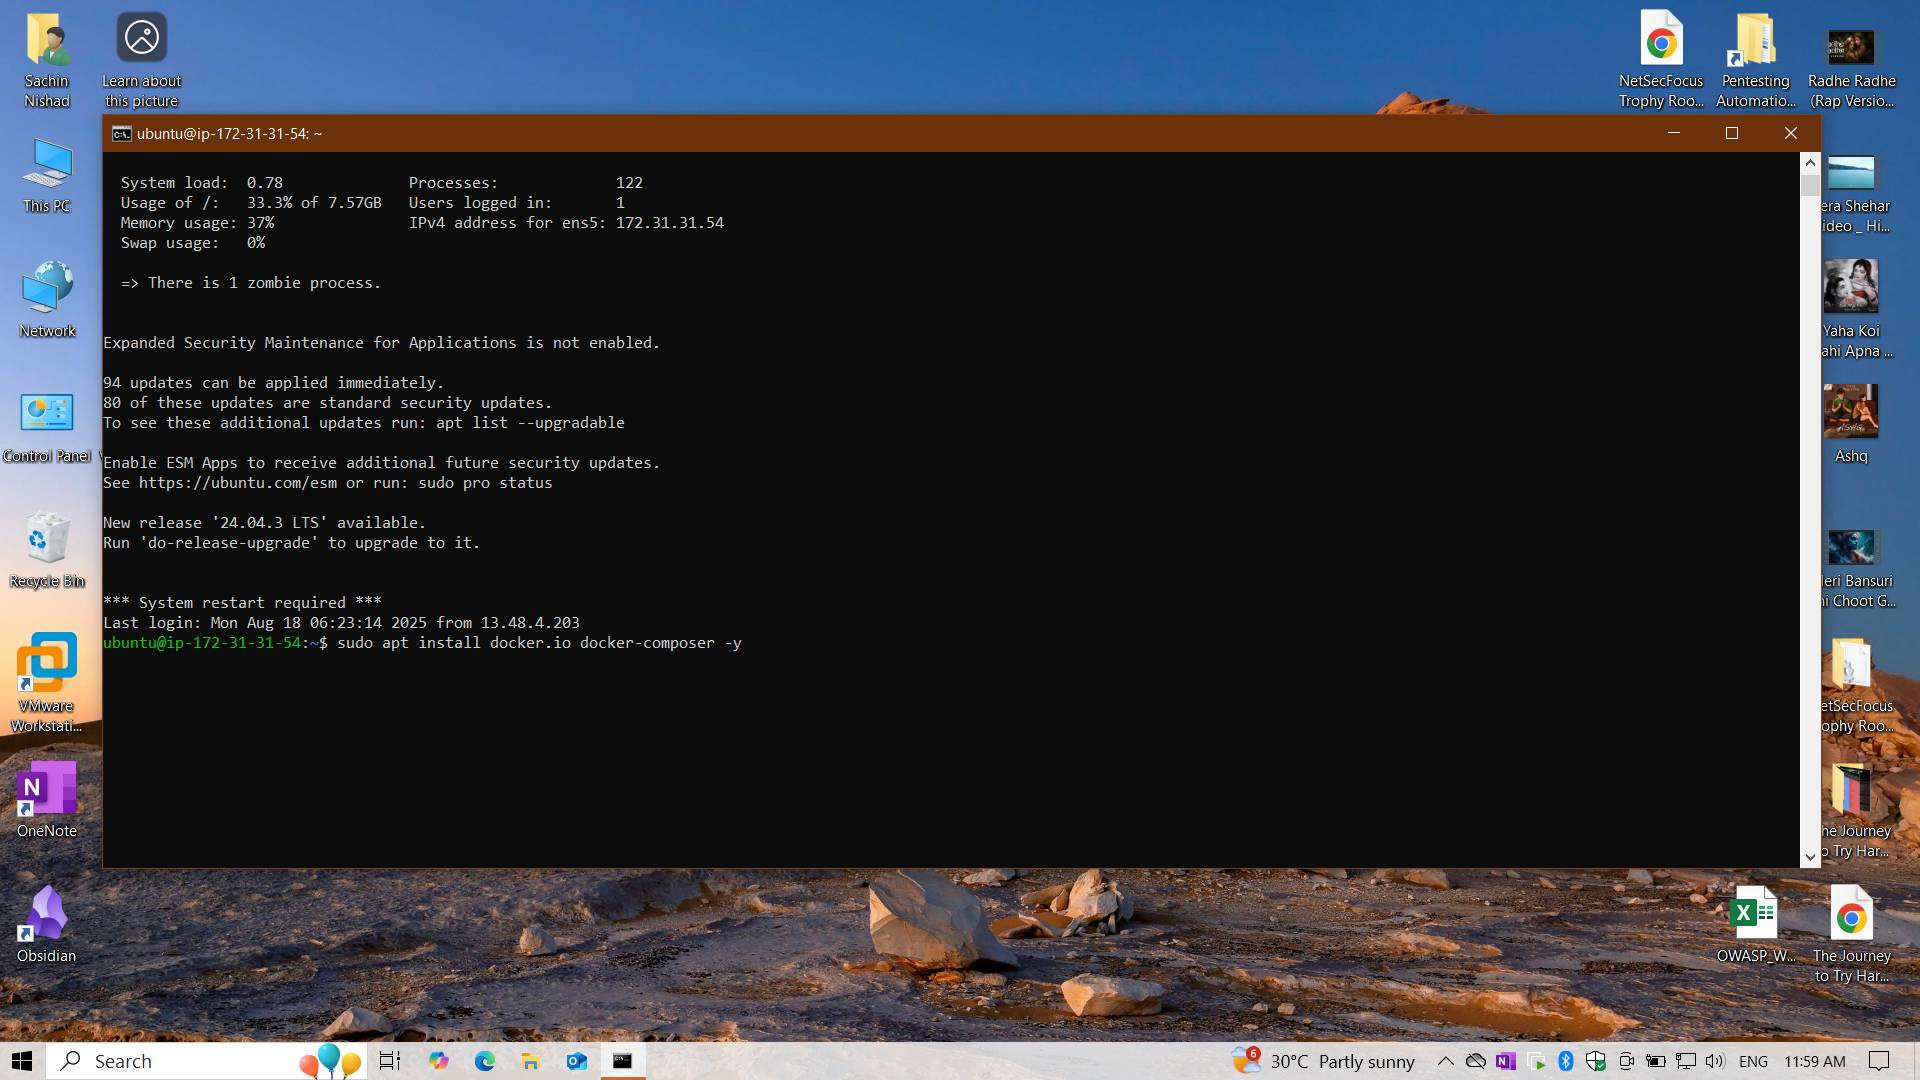 Sachin
Nishad
Learn about
this picture
This PC
Network
Control Panel
Recycle Bin
VMware
Workstati...
OneNote
Obsidian
NetSecFocus
Trophy Roo...
Pentesting
Automatio...
Radhe Radhe
(Rap Versio...
era Shehar
ideo _ Hi...
Yaha Koi
ahi Apna ...
Ashq
eri Bansuri
i Choot G...
etSecFocus
ophy Roo...
he Journey
o Try Har...
OWASP_W...
The Journey
to Try Har...
ubuntu@ip-172-31-31-54: ~
System load:  0.78              Processes:             122
Usage of /:   33.3% of 7.57GB   Users logged in:       1
Memory usage: 37%               IPv4 address for ens5: 172.31.31.54
Swap usage:   0%
=> There is 1 zombie process.
Expanded Security Maintenance for Applications is not enabled.
94 updates can be applied immediately.
80 of these updates are standard security updates.
To see these additional updates run: apt list --upgradable
Enable ESM Apps to receive additional future security updates.
See https://ubuntu.com/esm or run: sudo pro status
New release '24.04.3 LTS' available.
Run 'do-release-upgrade' to upgrade to it.
*** System restart required ***
Last login: Mon Aug 18 06:23:14 2025 from 13.48.4.203
ubuntu@ip-172-31-31-54:~$ sudo apt install docker.io docker-composer -y
Search
6
30°C Partly sunny
ENG
11:59 AM